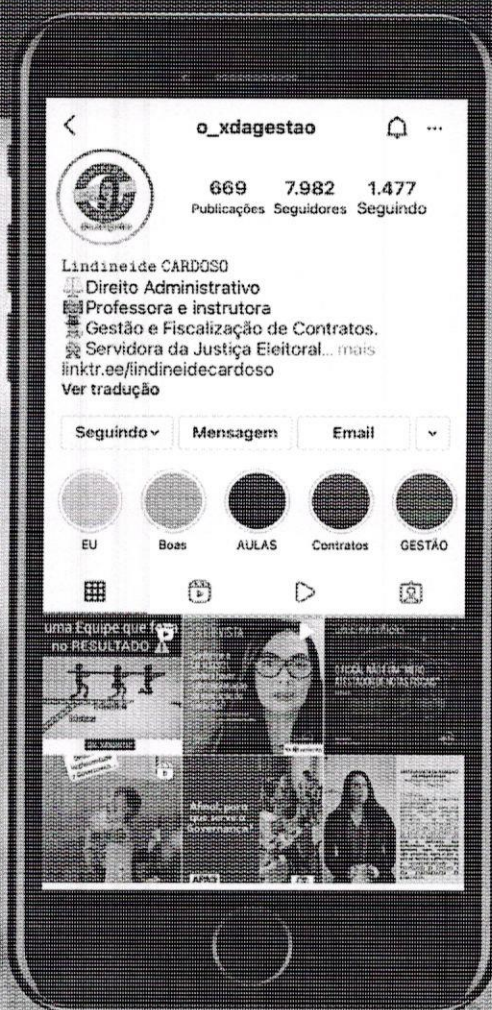 o_xdagestao
669 7.982 1.477
Publicações Seguidores Seguindo
Lindineide CARDOSO
Direito Administrativo
Professora e instrutora
Gestão e Fiscalização de Contratos.
Servidora da Justiça Eleitoral... mais
linktr.ee/lindineidecardoso
Ver tradução
Seguindo Mensagem Email
EU Boas AULAS Contratos GESTÃO
uma Equipe que
no RESULTADO
Afinal, para
que serve a
Governança?